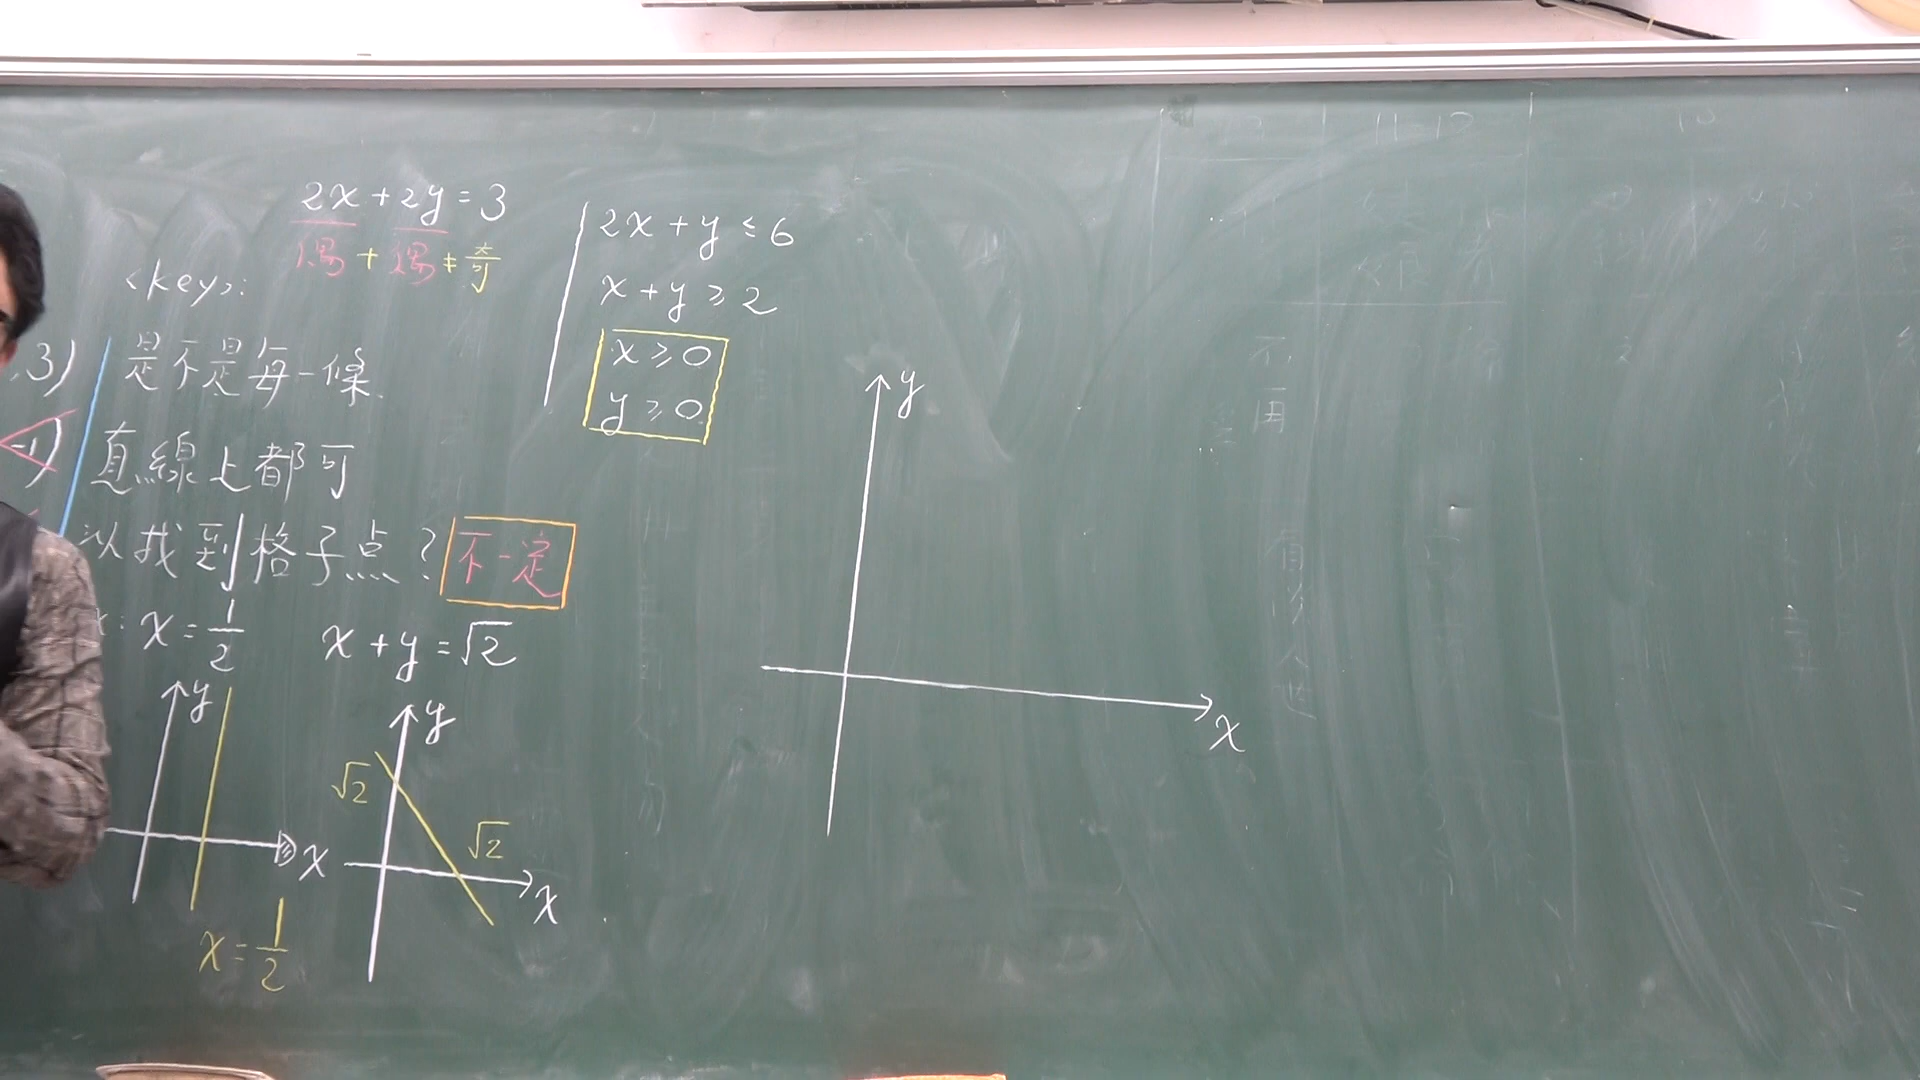 2x+2y=3
偶+偶≠奇
<key>:
3)
是不是每一條
-1)
直線上都可
以找到格子点?不一定
x=1/2
x+y=√2
y
x
x=1/2
y
√2
√2
x
2x+y≤6
x+y≥2
x≥0
y≥0
y
x